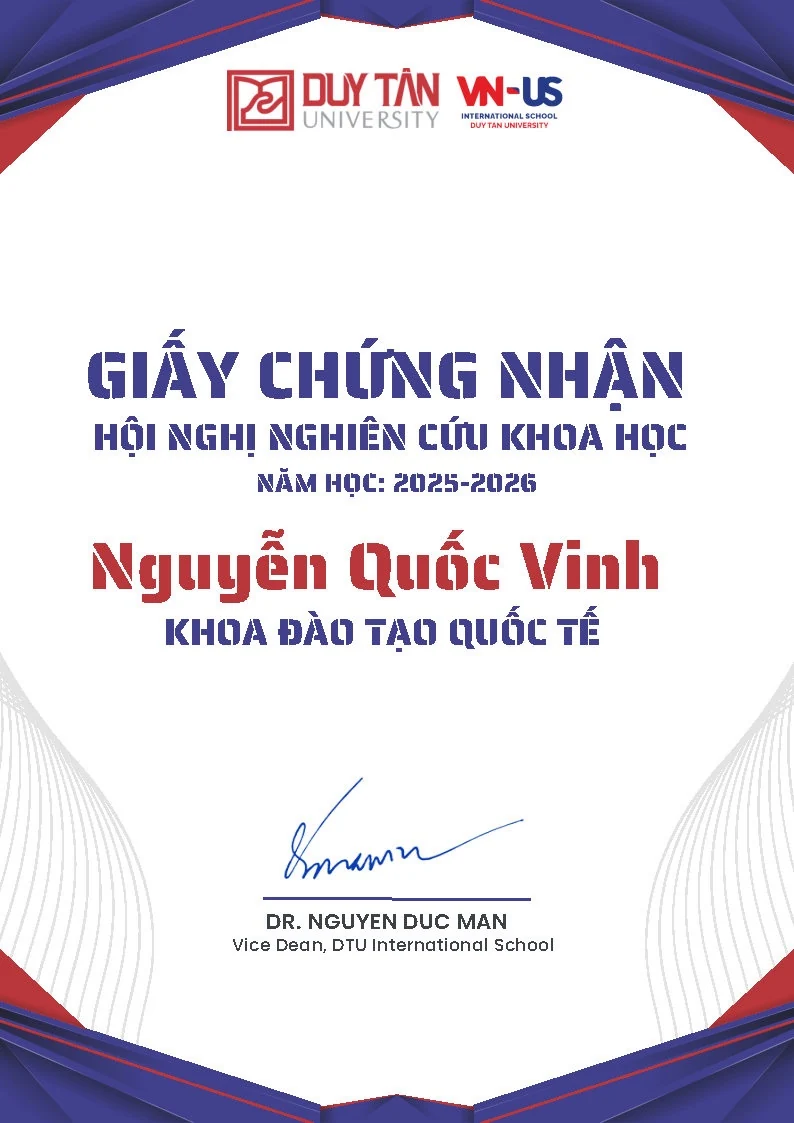 DUY TÂN
UNIVERSITY
VN-US
INTERNATIONAL SCHOOL
DUY TAN UNIVERSITY
GIẤY CHỨNG NHẬN
HỘI NGHỊ NGHIÊN CỨU KHOA HỌC
NĂM HỌC: 2025-2026
Nguyễn Quốc Vinh
KHOA ĐÀO TẠO QUỐC TẾ
DR. NGUYEN DUC MAN
Vice Dean, DTU International School